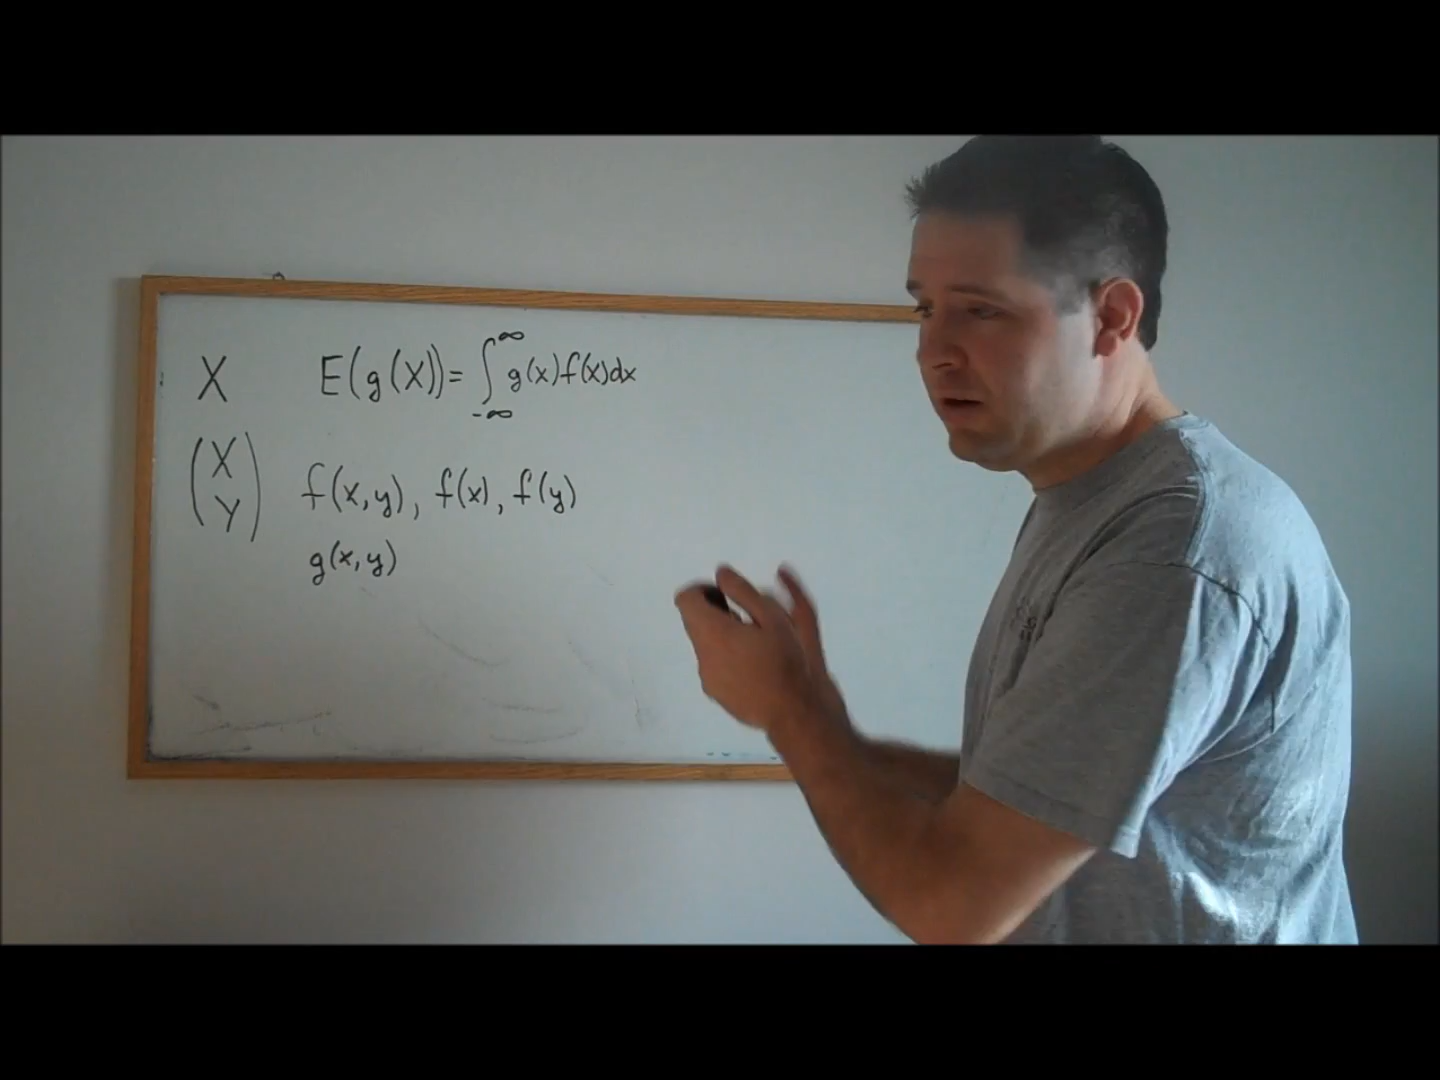 X E(g(X)) = ∫_{-∞}^{∞} g(x)f(x)dx
(X Y) f(x,y), f(x), f(y)
g(x,y)